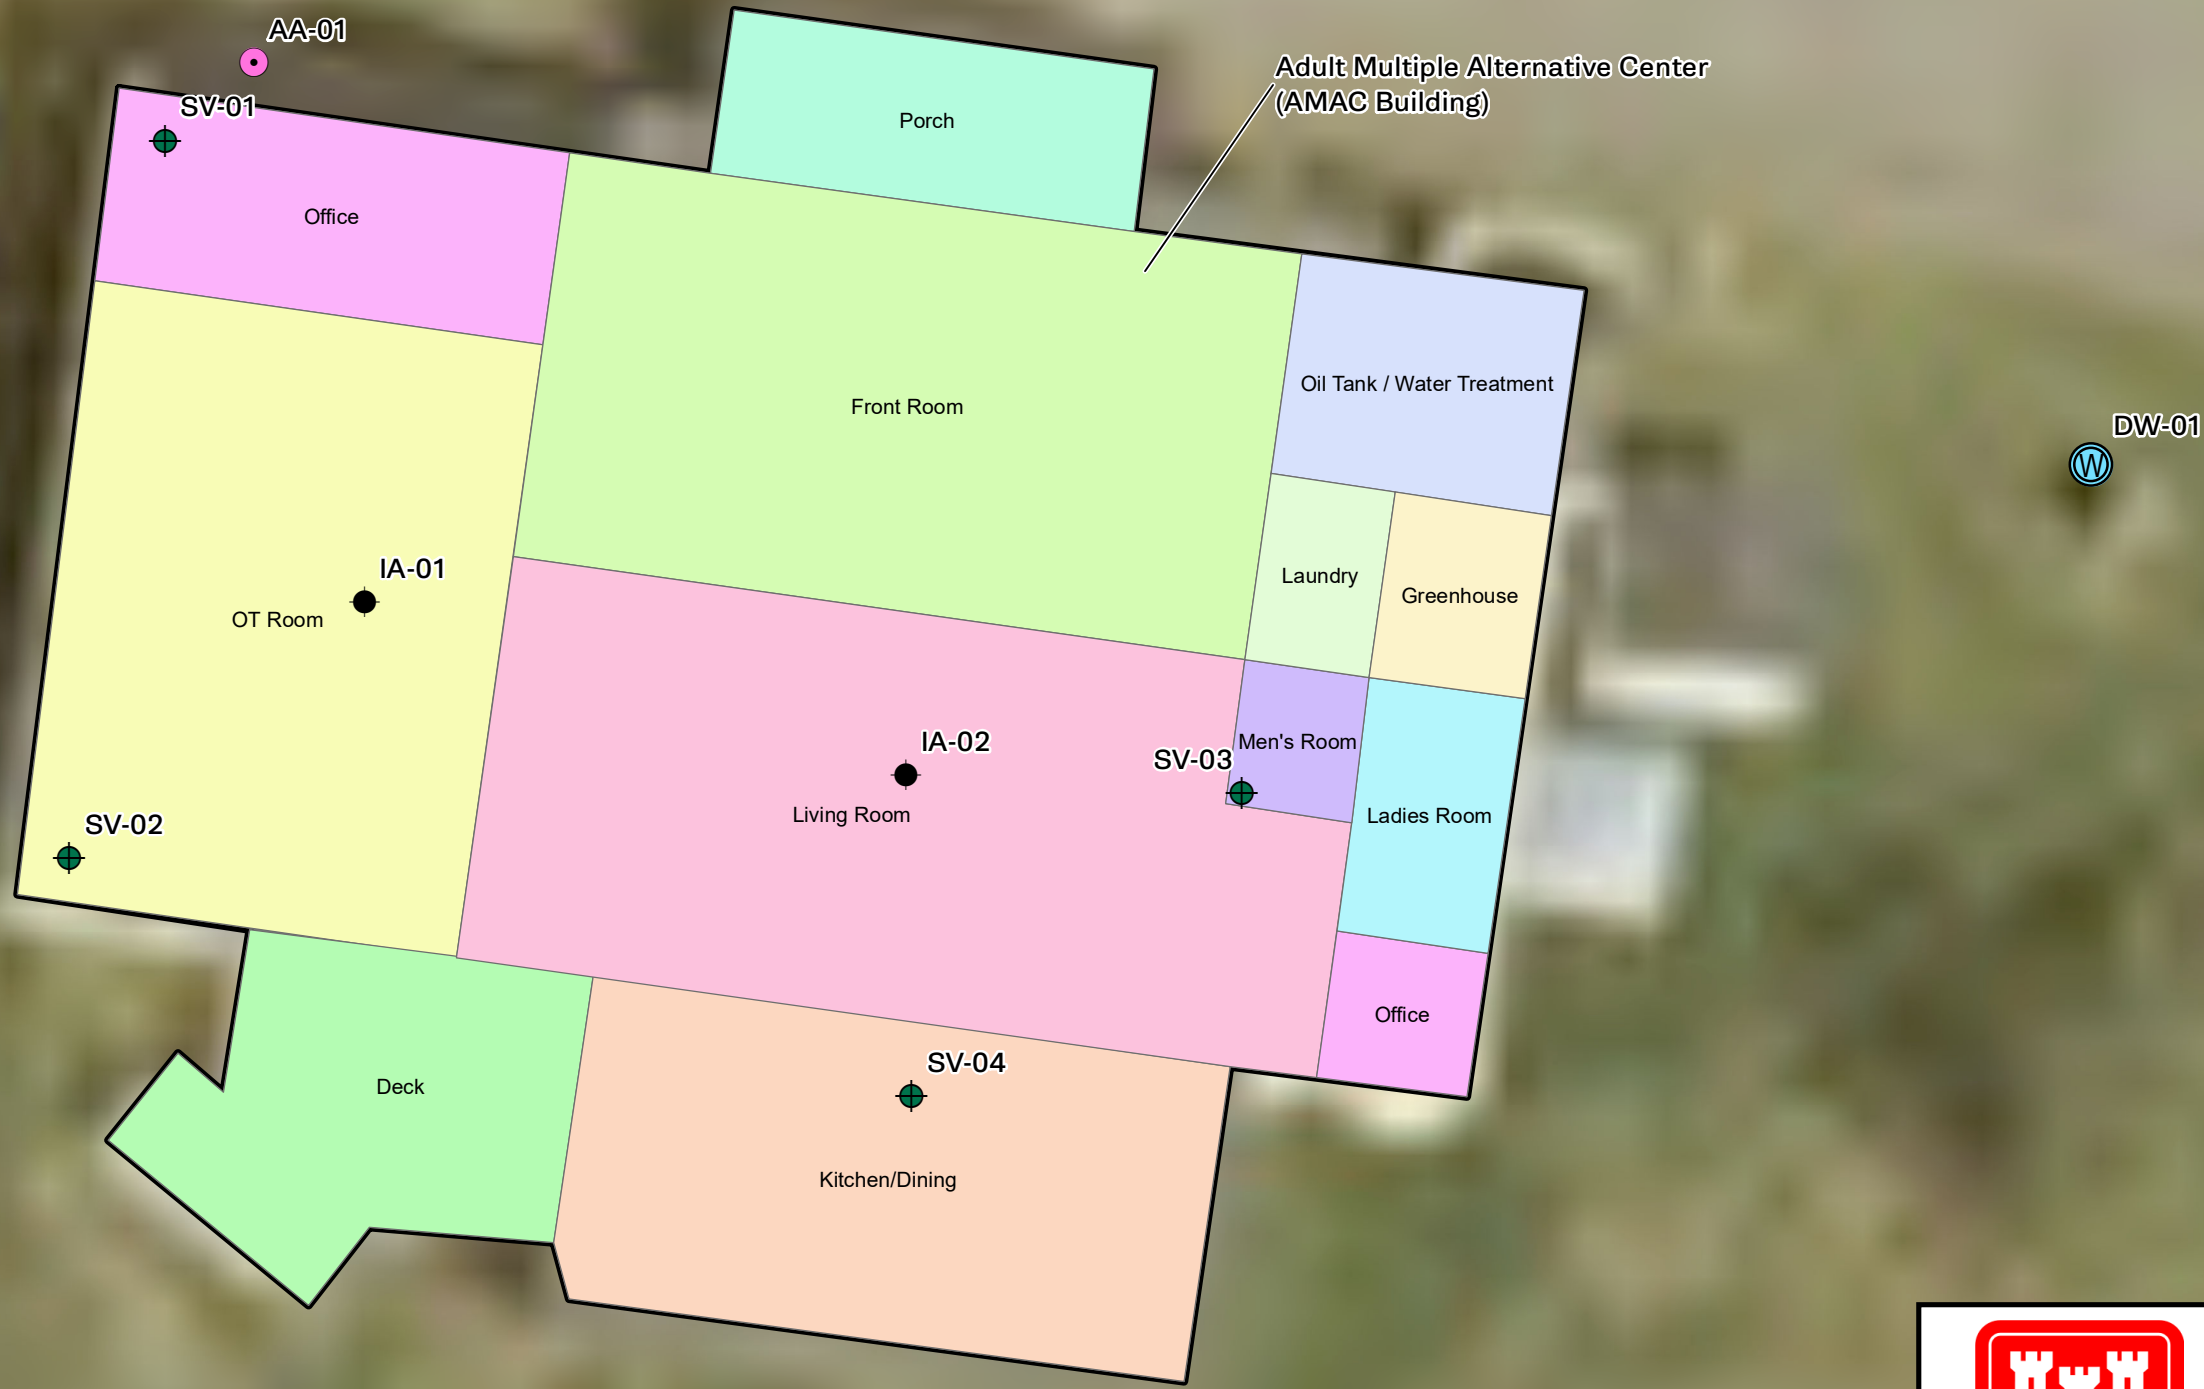 AA-01
SV-01
Porch
Adult Multiple Alternative Center
(AMAC Building)
Office
Front Room
Oil Tank / Water Treatment
DW-01
W
IA-01
OT Room
Laundry
Greenhouse
IA-02
SV-03
Men's Room
Living Room
Ladies Room
SV-02
Office
SV-04
Deck
Kitchen/Dining